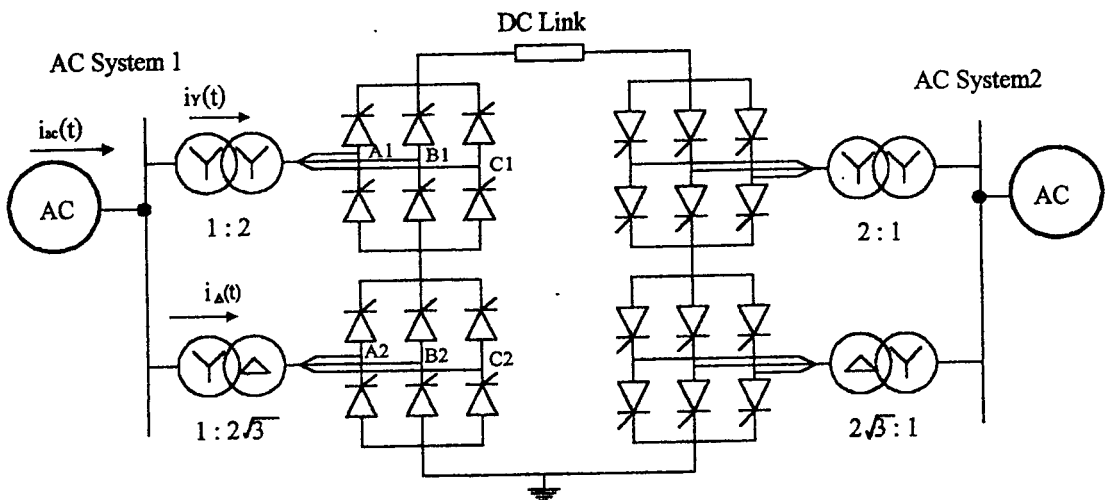 DC Link
AC System 1
AC System2
iY(t)
iac(t)
A1
B1
C1
AC
AC
1 : 2
2 : 1
i△(t)
A2
B2
C2
1 : 2√3
2√3 : 1